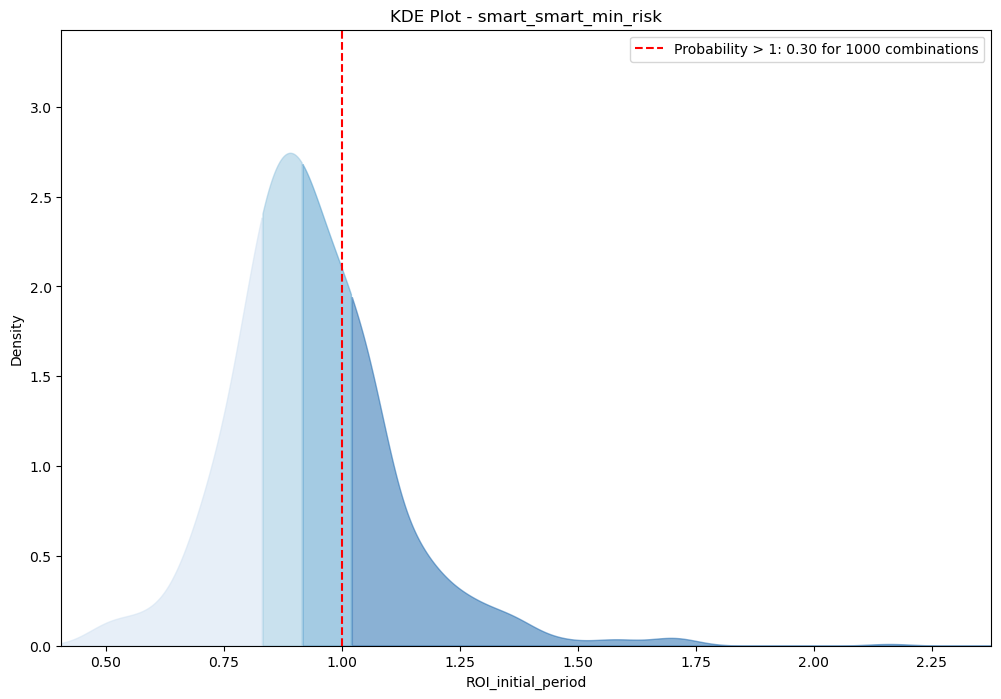 KDE Plot - smart_smart_min_risk
Probability > 1: 0.30 for 1000 combinations
3.0
2.5
2.0
1.5
1.0
0.5
0.0
Density
0.50 0.75 1.00 1.25 1.50 1.75 2.00 2.25
ROI_initial_period